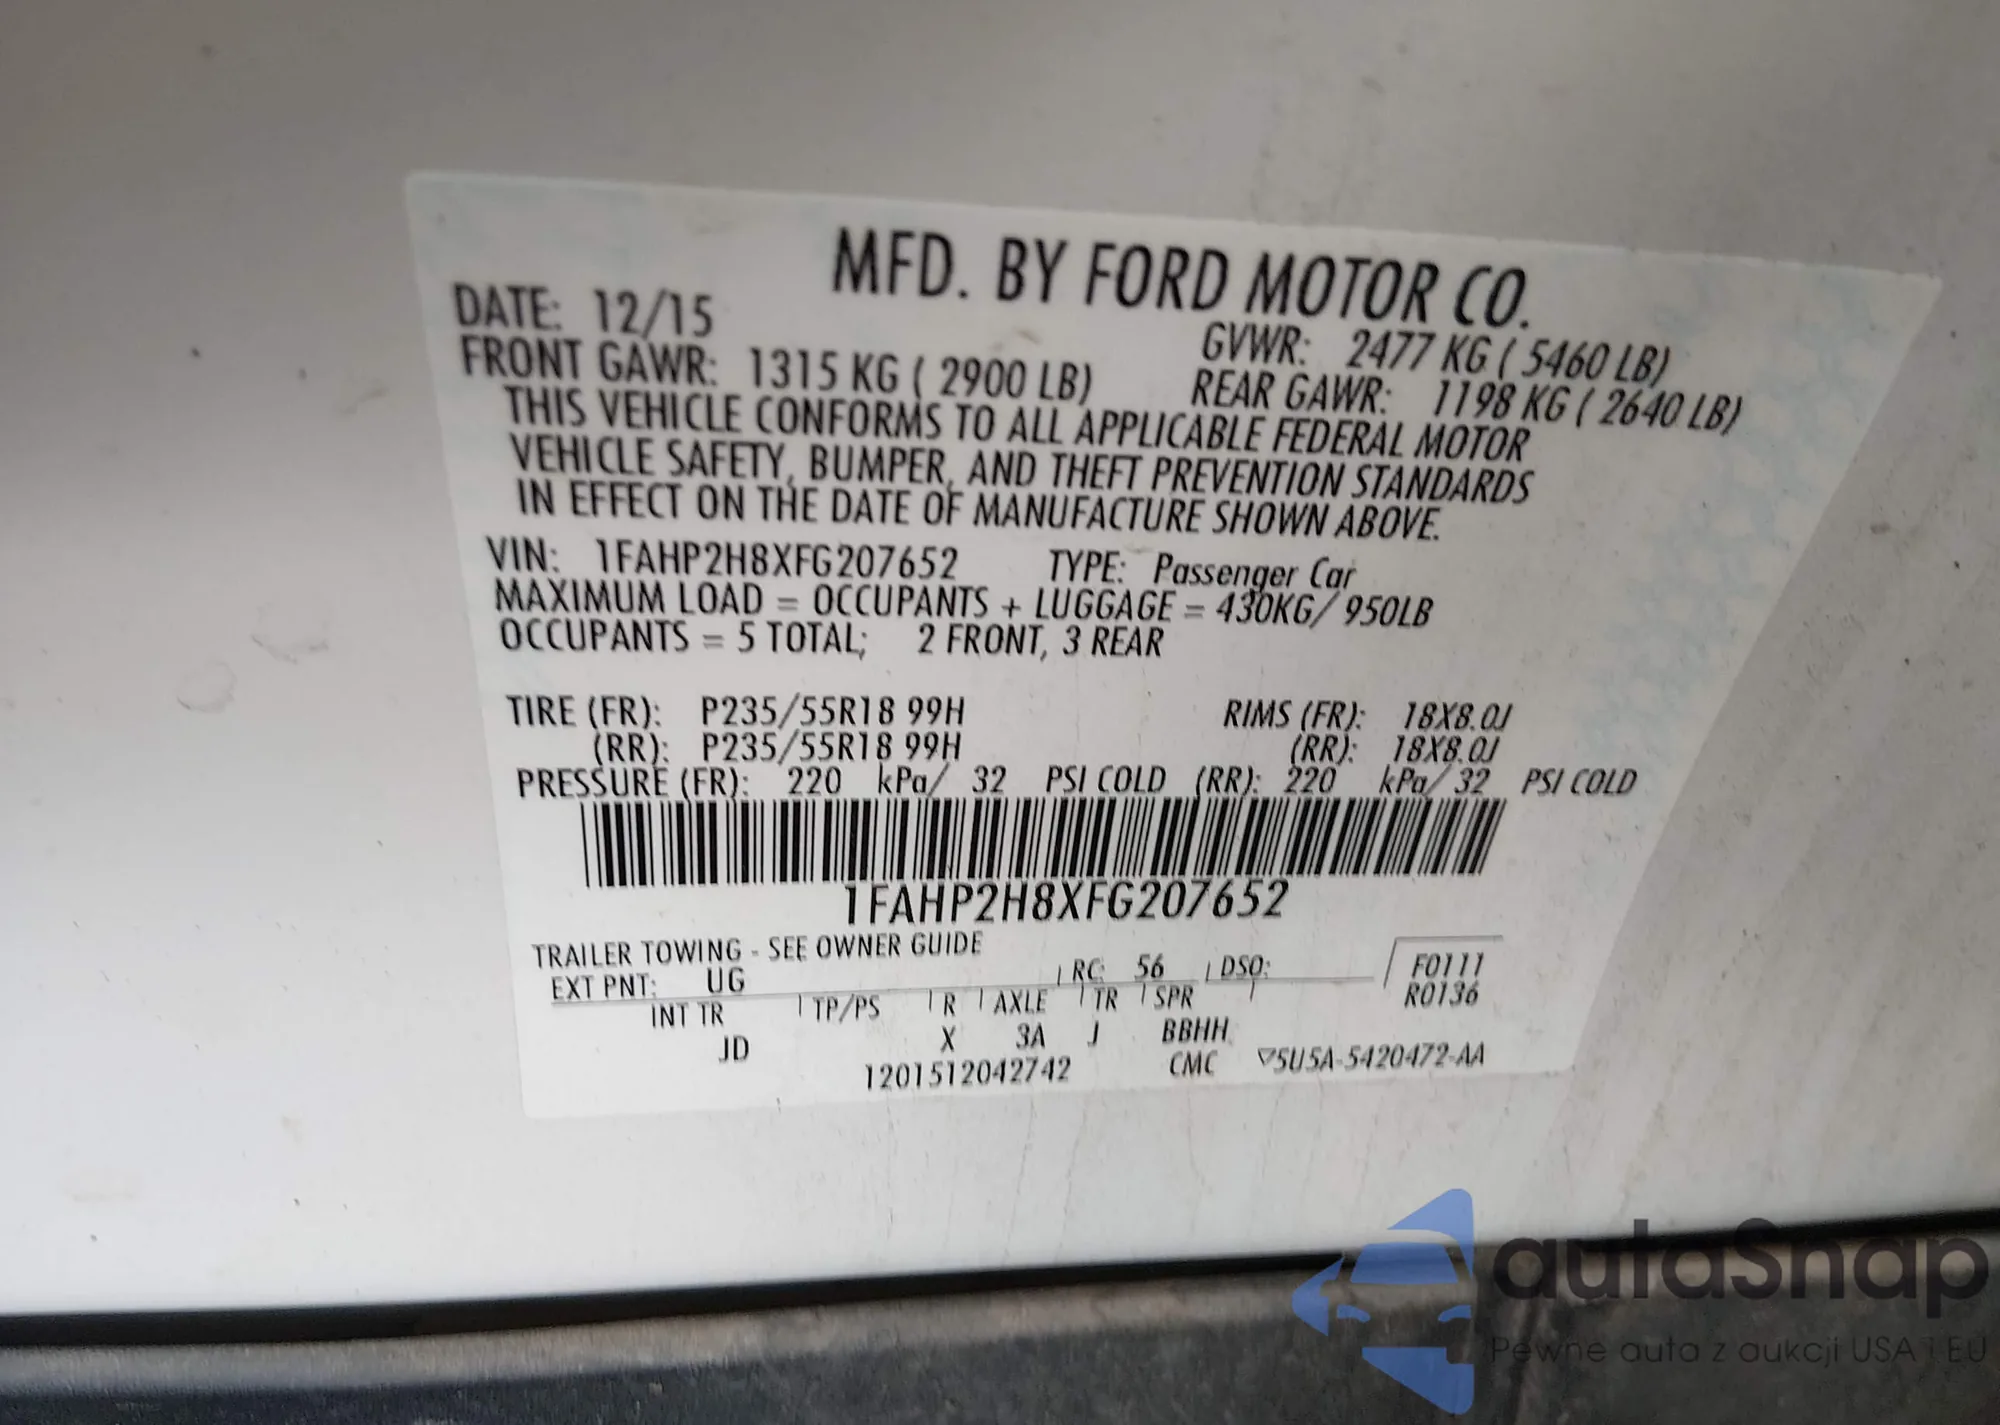 MFD. BY FORD MOTOR CO.
DATE: 12/15 GVWR: 2477 KG ( 5460 LB)
FRONT GAWR: 1315 KG ( 2900 LB) REAR GAWR: 1198 KG ( 2640 LB)
THIS VEHICLE CONFORMS TO ALL APPLICABLE FEDERAL MOTOR
VEHICLE SAFETY, BUMPER, AND THEFT PREVENTION STANDARDS
IN EFFECT ON THE DATE OF MANUFACTURE SHOWN ABOVE.
VIN: 1FAHP2H8XFG207652 TYPE: Passenger Car
MAXIMUM LOAD = OCCUPANTS + LUGGAGE = 430KG/ 950LB
OCCUPANTS = 5 TOTAL; 2 FRONT, 3 REAR
TIRE (FR): P235/55R18 99H RIMS (FR): 18X8.0J
(RR): P235/55R18 99H (RR): 18X8.0J
PRESSURE (FR): 220 kPa/ 32 PSI COLD (RR): 220 kPa/ 32 PSI COLD
1FAHP2H8XFG207652
TRAILER TOWING - SEE OWNER GUIDE
EXT PNT: UG RC: 56 DSO: F0111
R0136
INT TR TP/PS R AXLE TR SPR
JD X 3A J BBHH
1201512042742 CMC ▽5U5A-5420472-AA
autaSnap
Pewne auta z aukcji USA i EU